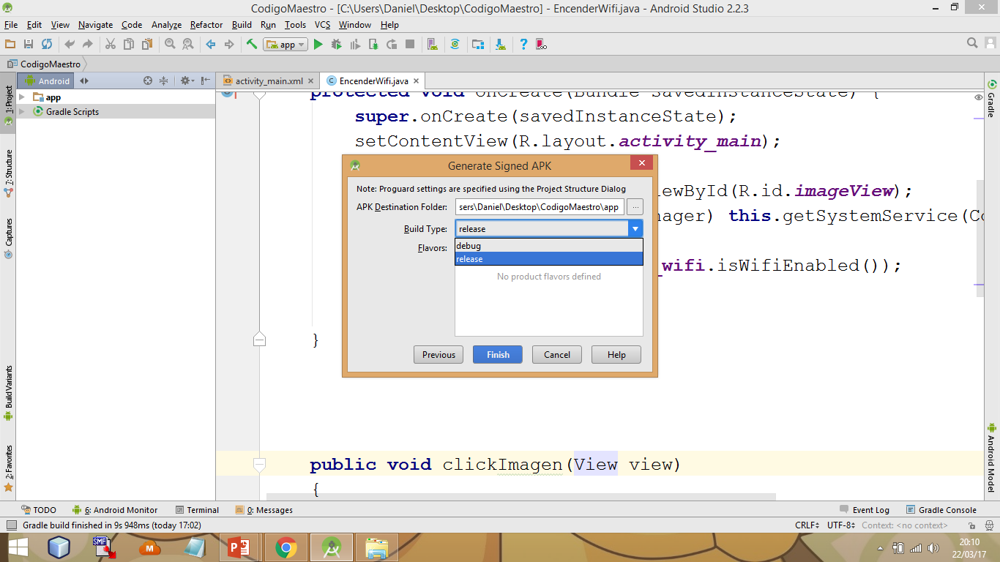 CodigoMaestro - [C:\Users\Daniel\Desktop\CodigoMaestro] - EncenderWifi.java - Android Studio 2.2.3
File Edit View Navigate Code Analyze Refactor Build Run Tools VCS Window Help
app
CodigoMaestro
Android
activity_main.xml
EncenderWifi.java
app
Gradle Scripts
1: Project
7: Structure
Captures
Build Variants
2: Favorites
protected void onCreate(Bundle savedInstanceState) {
super.onCreate(savedInstanceState);
setContentView(R.layout.activity_main);
ewById(R.id.imageView);
nager) this.getSystemService(Co
_wifi.isWifiEnabled());
}
public void clickImagen(View view)
{
Generate Signed APK
Note: Proguard settings are specified using the Project Structure Dialog
APK Destination Folder: sers\Daniel\Desktop\CodigoMaestro\app ...
Build Type: release
debug
release
Flavors:
No product flavors defined
Previous Finish Cancel Help
Gradle
Android Model
TODO 6: Android Monitor Terminal 0: Messages Event Log Gradle Console
Gradle build finished in 9s 948ms (today 17:02) CRLF UTF-8 Context: <no context>
SMF
20:10
22/03/17